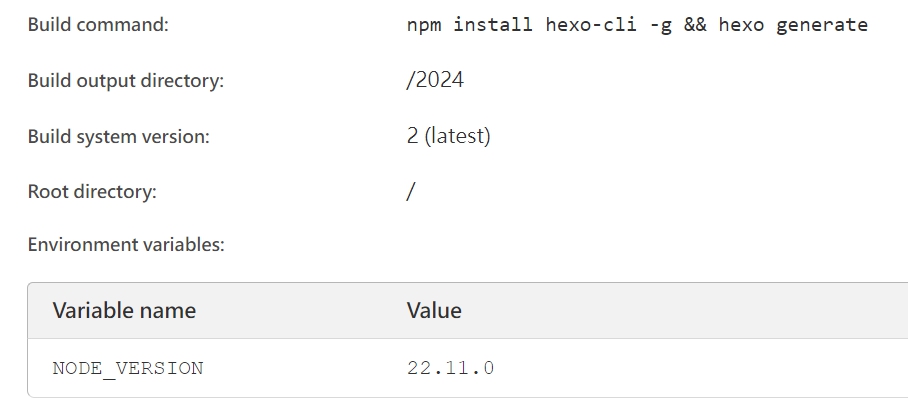 Build command: npm install hexo-cli -g && hexo generate
Build output directory: /2024
Build system version: 2 (latest)
Root directory: /
Environment variables:
Variable name Value
NODE_VERSION 22.11.0